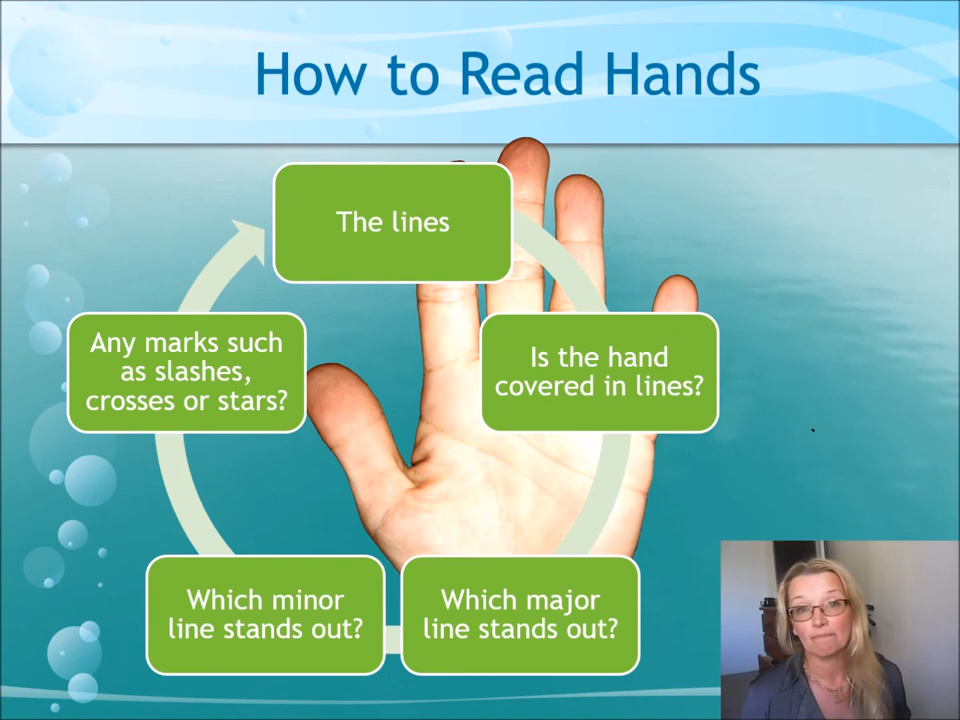 How to Read Hands
The lines
Is the hand
covered in lines?
Which major
line stands out?
Which minor
line stands out?
Any marks such
as slashes,
crosses or stars?